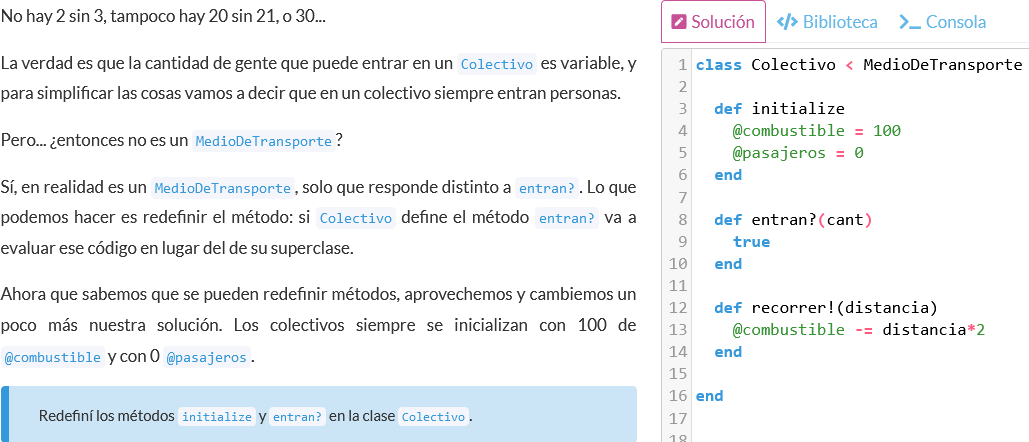 No hay 2 sin 3, tampoco hay 20 sin 21, o 30...
La verdad es que la cantidad de gente que puede entrar en un Colectivo es variable, y
para simplificar las cosas vamos a decir que en un colectivo siempre entran personas.
Pero... ¿entonces no es un MedioDeTransporte ?
Sí, en realidad es un MedioDeTransporte , solo que responde distinto a entran? . Lo que
podemos hacer es redefinir el método: si Colectivo define el método entran? va a
evaluar ese código en lugar del de su superclase.
Ahora que sabemos que se pueden redefinir métodos, aprovechemos y cambiemos un
poco más nuestra solución. Los colectivos siempre se inicializan con 100 de
@combustible y con 0 @pasajeros .
Redefiní los métodos initialize y entran? en la clase Colectivo .
Solución </> Biblioteca >_ Consola
1 class Colectivo < MedioDeTransporte
2
3 def initialize
4 @combustible = 100
5 @pasajeros = 0
6 end
7
8 def entran?(cant)
9 true
10 end
11
12 def recorrer!(distancia)
13 @combustible -= distancia*2
14 end
15
16 end
17
18